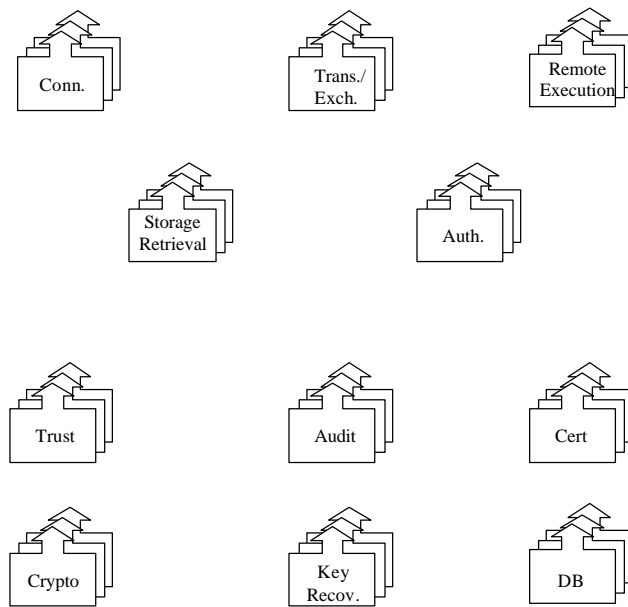 Conn.
Trans./
Exch.
Remote
Execution
Storage
Retrieval
Auth.
Trust
Audit
Cert
Crypto
Key
Recov.
DB